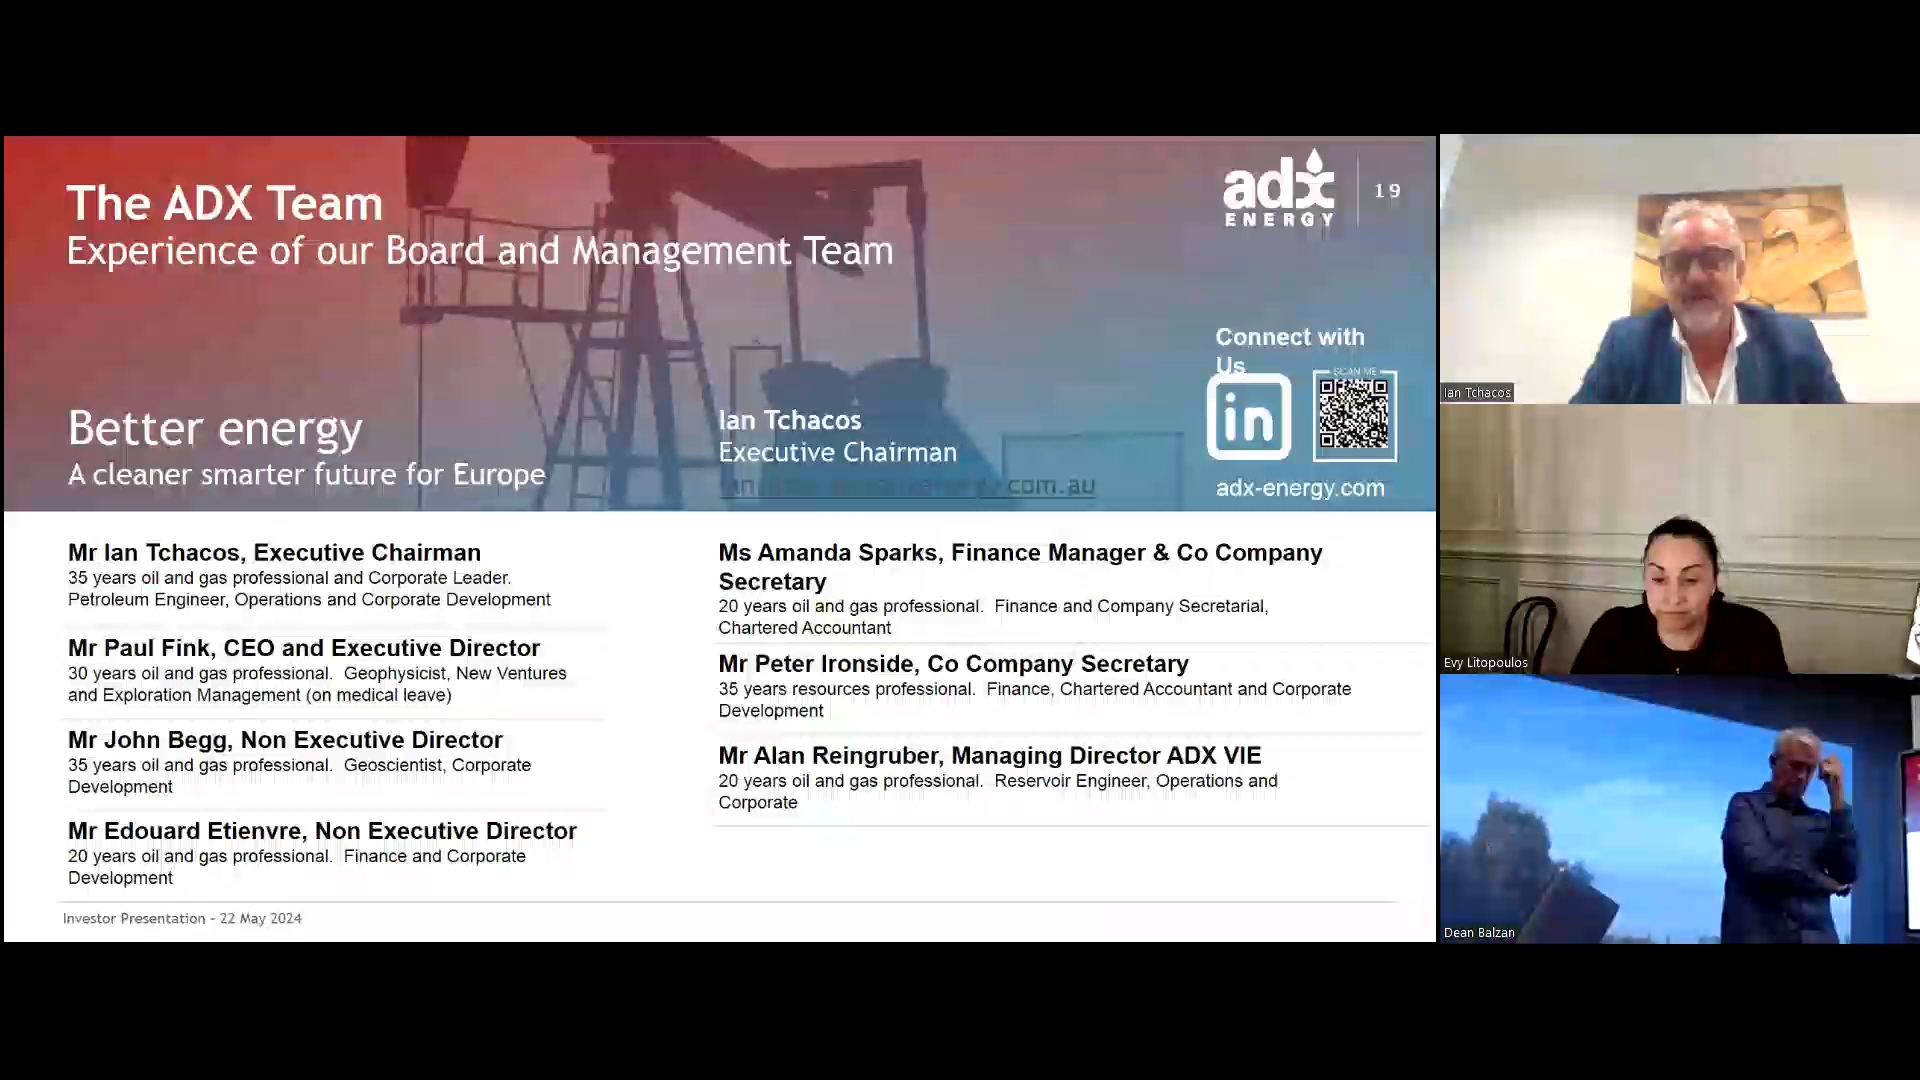 The ADX Team
Experience of our Board and Management Team
adx
ENERGY
19
Connect with
Us
SCAN ME
in
adx-energy.com
Better energy
A cleaner smarter future for Europe
Ian Tchacos
Executive Chairman
.com.au
Mr Ian Tchacos, Executive Chairman
35 years oil and gas professional and Corporate Leader.
Petroleum Engineer, Operations and Corporate Development
Mr Paul Fink, CEO and Executive Director
30 years oil and gas professional. Geophysicist, New Ventures
and Exploration Management (on medical leave)
Mr John Begg, Non Executive Director
35 years oil and gas professional. Geoscientist, Corporate
Development
Mr Edouard Etienvre, Non Executive Director
20 years oil and gas professional. Finance and Corporate
Development
Ms Amanda Sparks, Finance Manager & Co Company
Secretary
20 years oil and gas professional. Finance and Company Secretarial,
Chartered Accountant
Mr Peter Ironside, Co Company Secretary
35 years resources professional. Finance, Chartered Accountant and Corporate
Development
Mr Alan Reingruber, Managing Director ADX VIE
20 years oil and gas professional. Reservoir Engineer, Operations and
Corporate
Investor Presentation - 22 May 2024
Ian Tchacos
Evy Litopoulos
Dean Balzan